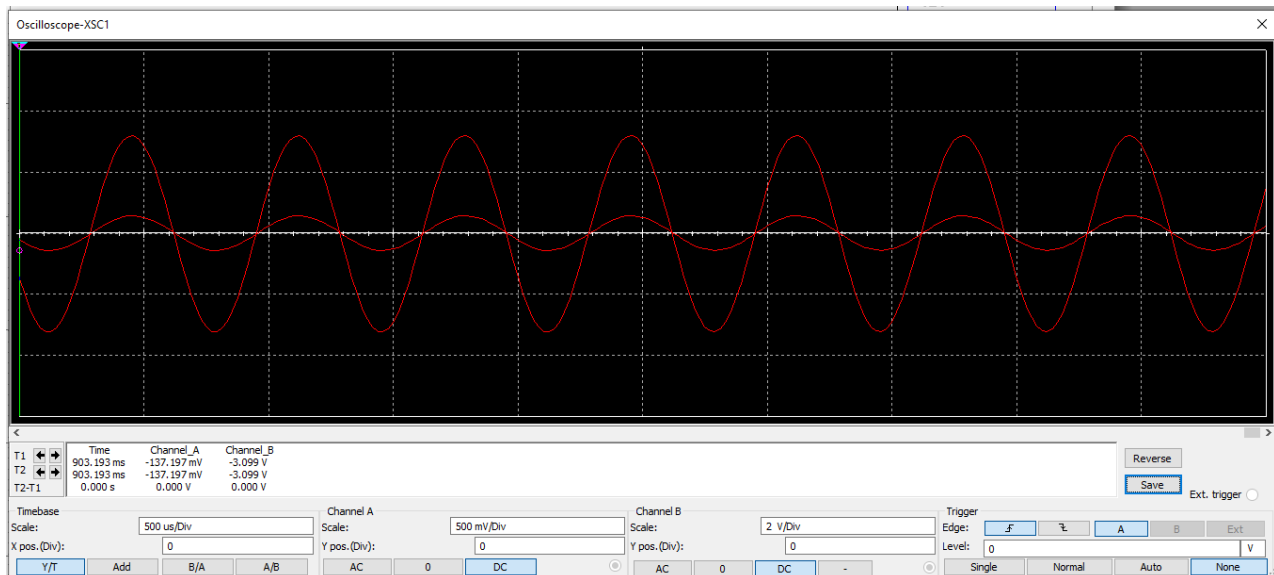 Oscilloscope-XSC1
Time Channel_A Channel_B
T1 903.193 ms -137.197 mV -3.099 V
T2 903.193 ms -137.197 mV -3.099 V
T2-T1 0.000 s 0.000 V 0.000 V
Reverse
Save
Ext. trigger
Timebase
Scale: 500 us/Div
X pos.(Div): 0
Y/T Add B/A A/B
Channel A
Scale: 500 mV/Div
Y pos.(Div): 0
AC 0 DC
Channel B
Scale: 2 V/Div
Y pos.(Div): 0
AC 0 DC -
Trigger
Edge: A B Ext
Level: 0 V
Single Normal Auto None